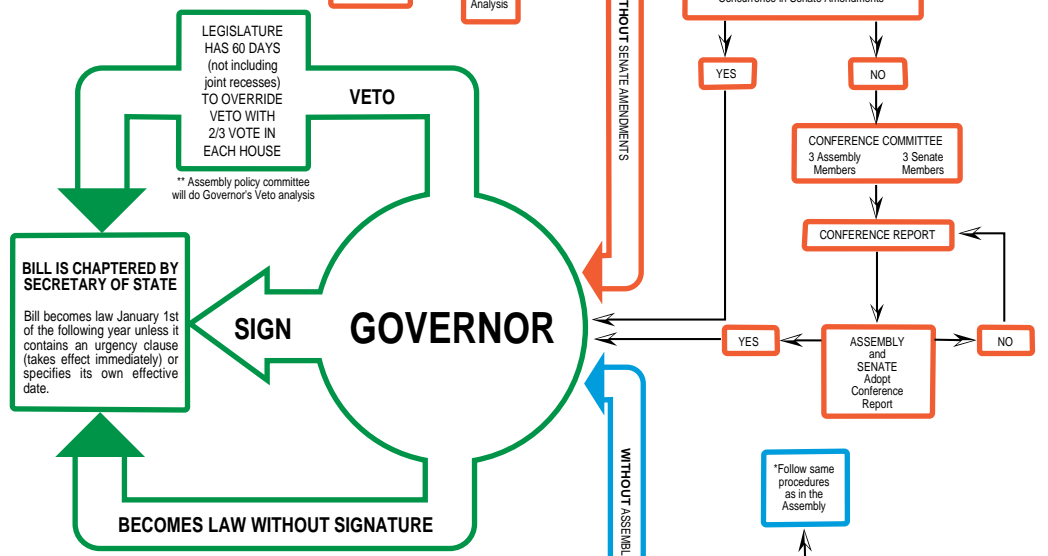 Analysis
Concurrence in Senate Amendments
LEGISLATURE
HAS 60 DAYS
(not including
joint recesses)
TO OVERRIDE
VETO WITH
2/3 VOTE IN
EACH HOUSE
VETO
** Assembly policy committee
will do Governor's Veto analysis
WITHOUT SENATE AMENDMENTS
YES
NO
CONFERENCE COMMITTEE
3 Assembly
Members
3 Senate
Members
CONFERENCE REPORT
BILL IS CHAPTERED BY
SECRETARY OF STATE
Bill becomes law January 1st
of the following year unless it
contains an urgency clause
(takes effect immediately) or
specifies its own effective
date.
SIGN
GOVERNOR
YES
ASSEMBLY
and
SENATE
Adopt
Conference
Report
NO
WITHOUT ASSEMBL
*Follow same
procedures
as in the
Assembly
BECOMES LAW WITHOUT SIGNATURE